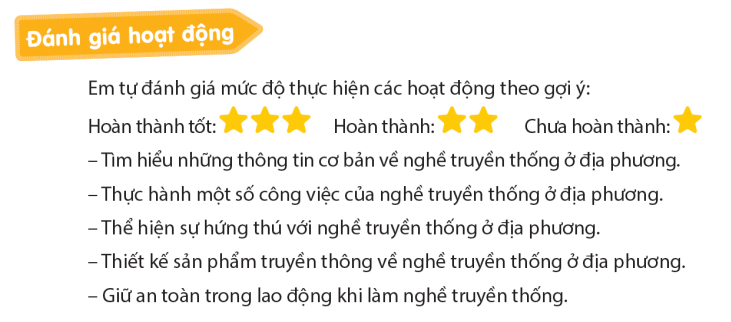 Đánh giá hoạt động
Em tự đánh giá mức độ thực hiện các hoạt động theo gợi ý:
Hoàn thành tốt: Hoàn thành: Chưa hoàn thành:
– Tìm hiểu những thông tin cơ bản về nghề truyền thống ở địa phương.
– Thực hành một số công việc của nghề truyền thống ở địa phương.
– Thể hiện sự hứng thú với nghề truyền thống ở địa phương.
– Thiết kế sản phẩm truyền thông về nghề truyền thống ở địa phương.
– Giữ an toàn trong lao động khi làm nghề truyền thống.